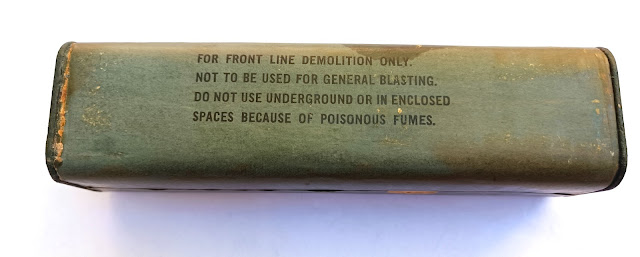 FOR FRONT LINE DEMOLITION ONLY.
NOT TO BE USED FOR GENERAL BLASTING.
DO NOT USE UNDERGROUND OR IN ENCLOSED
SPACES BECAUSE OF POISONOUS FUMES.